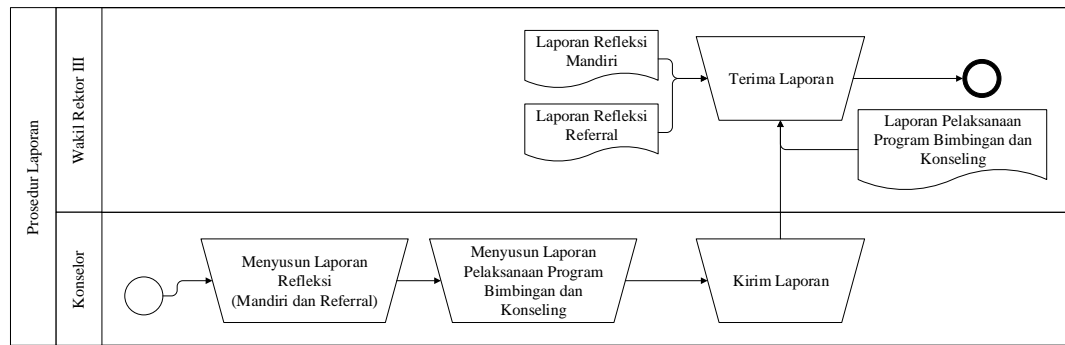 Prosedur Laporan
Wakil Rektor III
Laporan Refleksi
Mandiri
Laporan Refleksi
Referral
Terima Laporan
Laporan Pelaksanaan
Program Bimbingan dan
Konseling
Konselor
Menyusun Laporan
Refleksi
(Mandiri dan Referral)
Menyusun Laporan
Pelaksanaan Program
Bimbingan dan
Konseling
Kirim Laporan